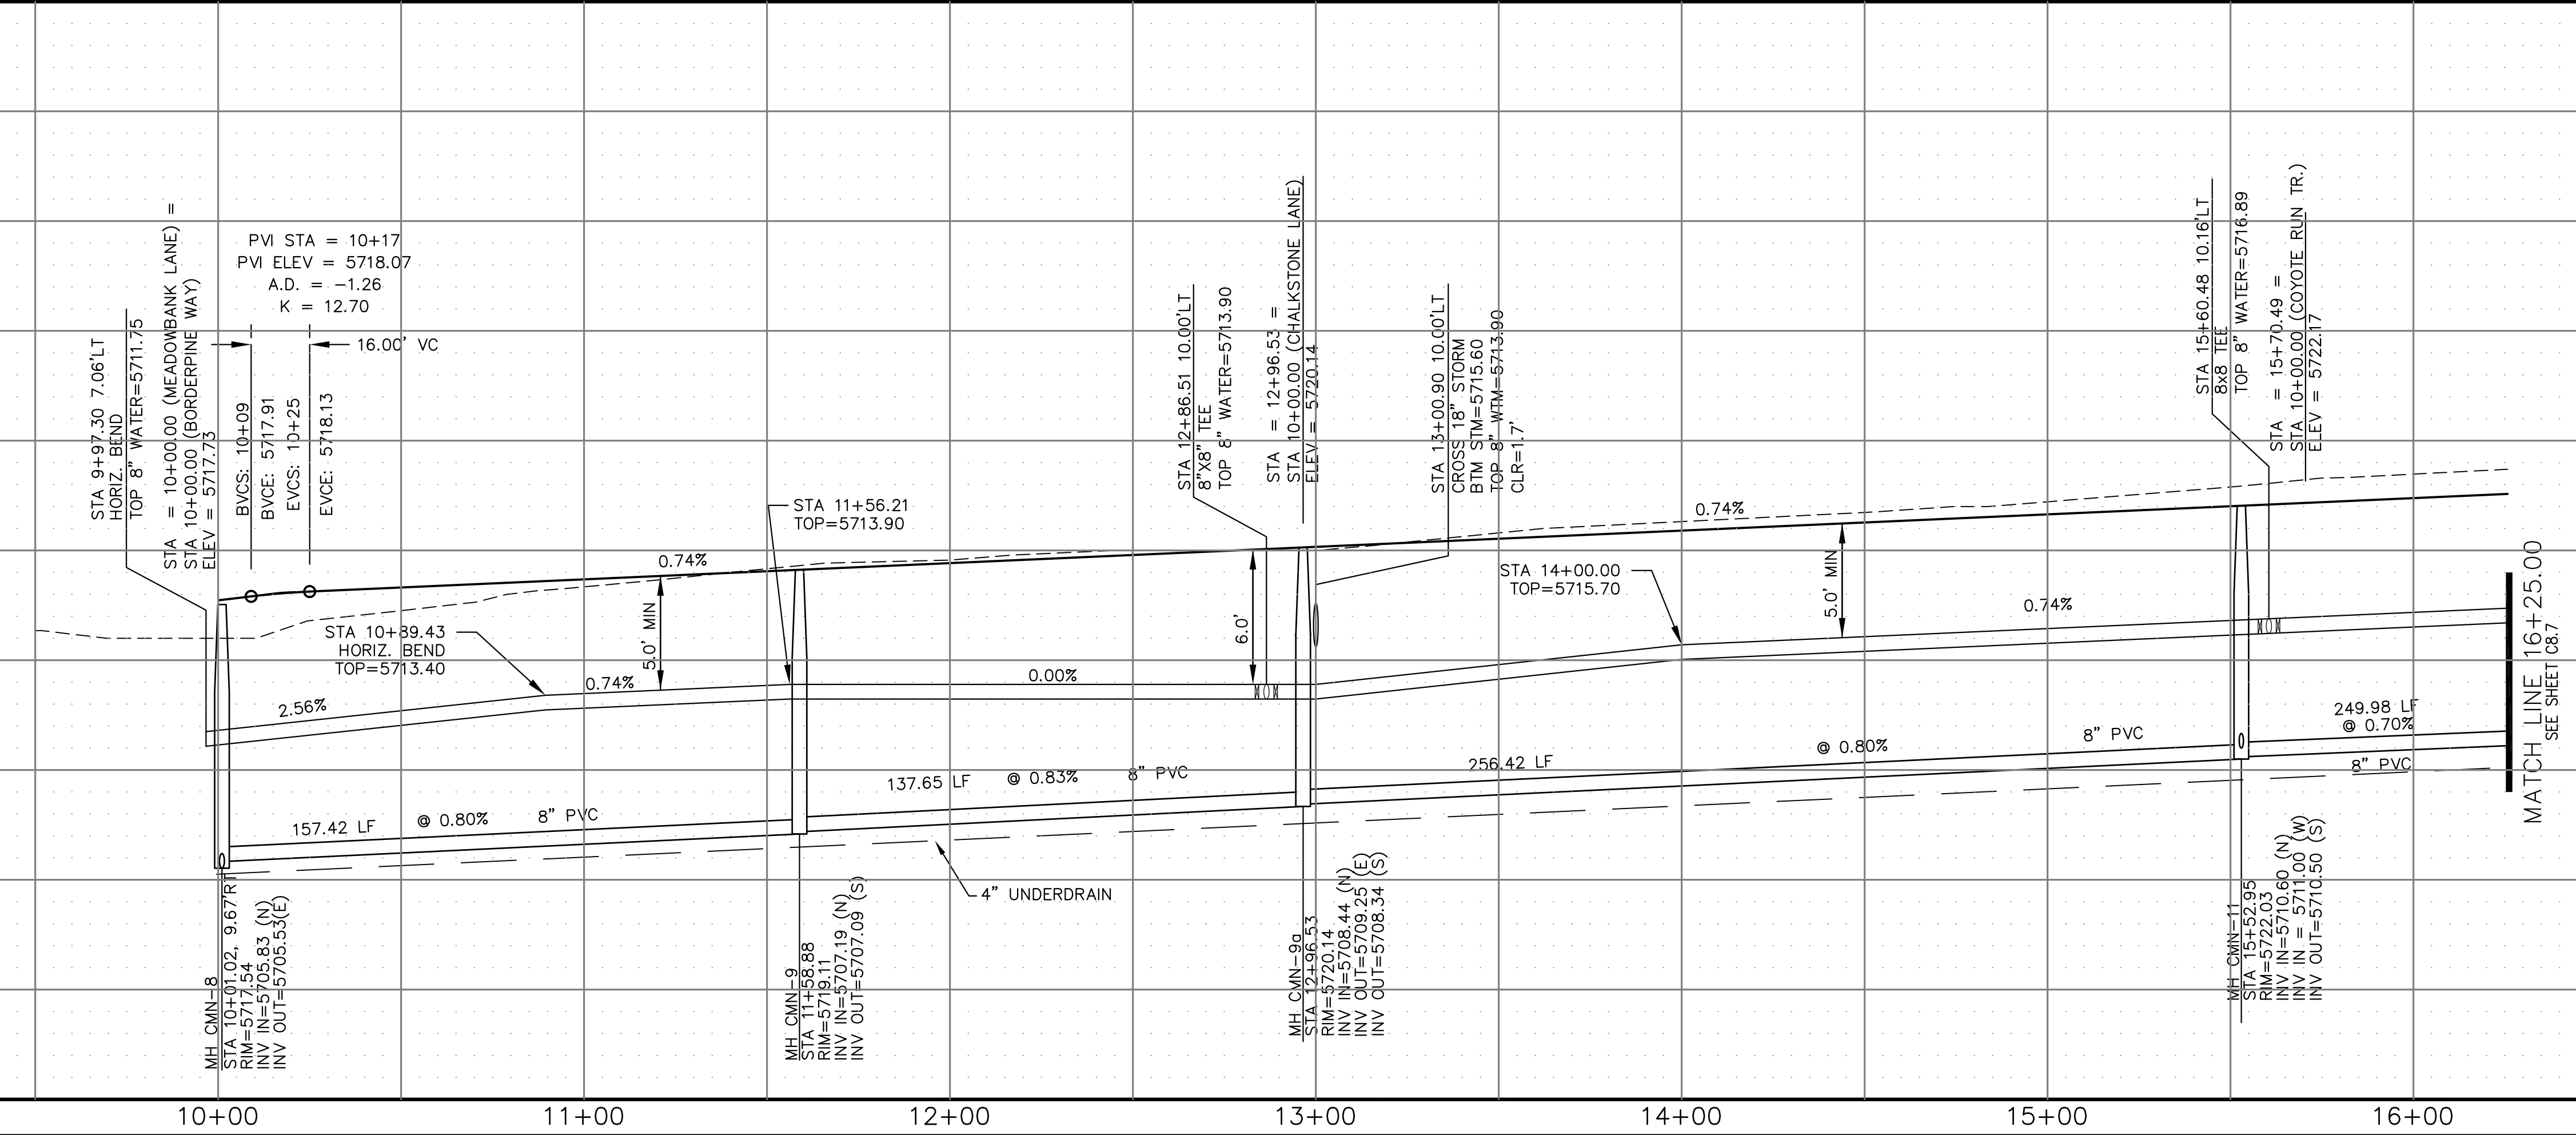 STA 9+97.30 7.06'LT
HORIZ. BEND
TOP 8" WATER=5711.75
STA = 10+00.00 (MEADOWBANK LANE) =
STA 10+00.00 (BORDERPINE WAY)
ELEV = 5717.73
PVI STA = 10+17
PVI ELEV = 5718.07
A.D. = -1.26
K = 12.70
16.00' VC
BVCS: 10+09
BVCE: 5717.91
EVCS: 10+25
EVCE: 5718.13
STA 11+56.21
TOP=5713.90
STA 12+86.51 10.00'LT
8"X8" TEE
TOP 8" WATER=5713.90
STA = 12+96.53 =
STA 10+00.00 (CHALKSTONE LANE)
ELEV = 5720.14
STA 13+00.90 10.00'LT
CROSS 18" STORM
BTM STM=5715.60
TOP 8" WTM=5713.90
CLR=1.7'
STA 15+60.48 10.16'LT
8x8 TEE
TOP 8" WATER=5716.89
STA = 15+70.49 =
STA 10+00.00 (COYOTE RUN TR.)
ELEV = 5722.17
0.74%
0.74%
STA 10+89.43
HORIZ. BEND
TOP=5713.40
5.0' MIN
6.0'
STA 14+00.00
TOP=5715.70
5.0' MIN
0.74%
2.56%
0.74%
0.00%
157.42 LF
@ 0.80%
8" PVC
137.65 LF
@ 0.83%
8" PVC
256.42 LF
@ 0.80%
8" PVC
249.98 LF
@ 0.70%
8" PVC
4" UNDERDRAIN
MATCH LINE 16+25.00
SEE SHEET C8.7
MH CMN-8
STA 10+01.02, 9.67'RT
RIM=5717.54
INV IN=5705.83 (N)
INV OUT=5705.53(E)
MH CMN-9
STA 11+58.88
RIM=5719.11
INV IN=5707.19 (N)
INV OUT=5707.09 (S)
MH CMN-9a
STA 12+96.53
RIM=5720.14
INV IN=5708.44 (N)
INV OUT=5709.25 (E)
INV OUT=5708.34 (S)
MH CMN-11
STA 15+52.95
RIM=5722.03
INV IN=5710.60 (N)
INV IN = 5711.00 (W)
INV OUT=5710.50 (S)
10+00
11+00
12+00
13+00
14+00
15+00
16+00